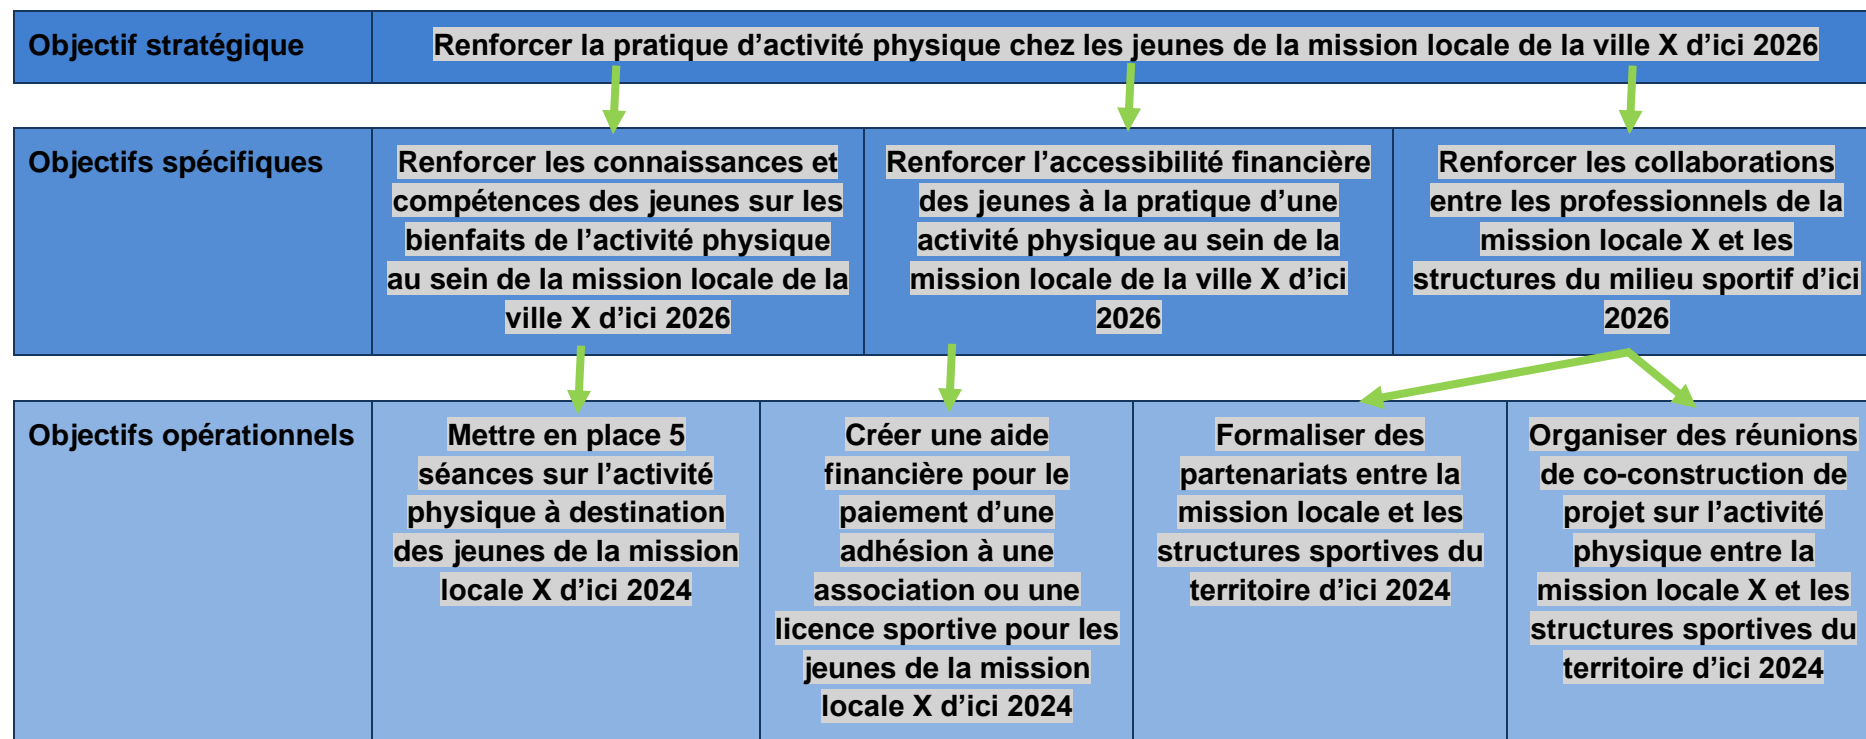 Objectif stratégique
Renforcer la pratique d’activité physique chez les jeunes de la mission locale de la ville X d’ici 2026
Objectifs spécifiques
Renforcer les connaissances et
compétences des jeunes sur les
bienfaits de l’activité physique
au sein de la mission locale de la
ville X d’ici 2026
Renforcer l’accessibilité financière
des jeunes à la pratique d’une
activité physique au sein de la
mission locale de la ville X d’ici
2026
Renforcer les collaborations
entre les professionnels de la
mission locale X et les
structures du milieu sportif d’ici
2026
Objectifs opérationnels
Mettre en place 5
séances sur l’activité
physique à destination
des jeunes de la mission
locale X d’ici 2024
Créer une aide
financière pour le
paiement d’une
adhésion à une
association ou une
licence sportive pour les
jeunes de la mission
locale X d’ici 2024
Formaliser des
partenariats entre la
mission locale et les
structures sportives du
territoire d’ici 2024
Organiser des réunions
de co-construction de
projet sur l’activité
physique entre la
mission locale X et les
structures sportives du
territoire d’ici 2024